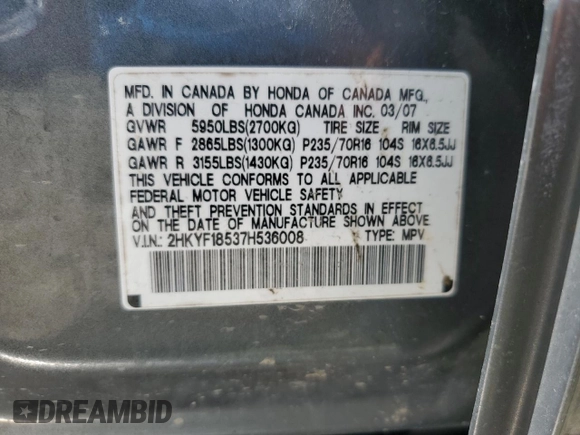 MFD. IN CANADA BY HONDA OF CANADA MFG.,
A DIVISION OF HONDA CANADA INC. 03/07
GVWR 5950LBS(2700KG) TIRE SIZE RIM SIZE
GAWR F 2865LBS(1300KG) P235/70R16 104S 16X6.5JJ
GAWR R 3155LBS(1430KG) P235/70R16 104S 16X6.5JJ
THIS VEHICLE CONFORMS TO ALL APPLICABLE
FEDERAL MOTOR VEHICLE SAFETY
AND THEFT PREVENTION STANDARDS IN EFFECT
ON THE DATE OF MANUFACTURE SHOWN ABOVE.
V.I.N.: 2HKYF18537H536008 TYPE: MPV
DREAMBID